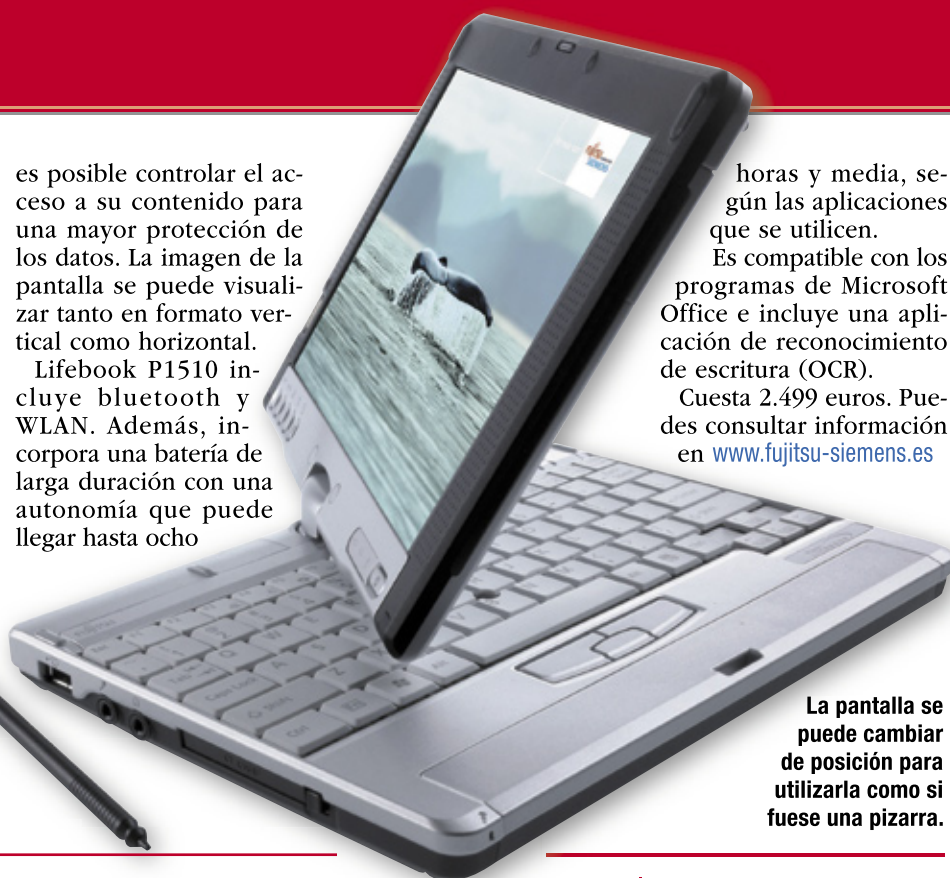 es posible controlar el ac-
ceso a su contenido para
una mayor protección de
los datos. La imagen de la
pantalla se puede visuali-
zar tanto en formato ver-
tical como horizontal.
Lifebook P1510 in-
cluye bluetooth y
WLAN. Además, in-
corpora una batería de
larga duración con una
autonomía que puede
llegar hasta ocho
horas y media, se-
gún las aplicaciones
que se utilicen.
Es compatible con los
programas de Microsoft
Office e incluye una apli-
cación de reconocimiento
de escritura (OCR).
Cuesta 2.499 euros. Pue-
des consultar información
en www.fujitsu-siemens.es
La pantalla se
puede cambiar
de posición para
utilizarla como si
fuese una pizarra.